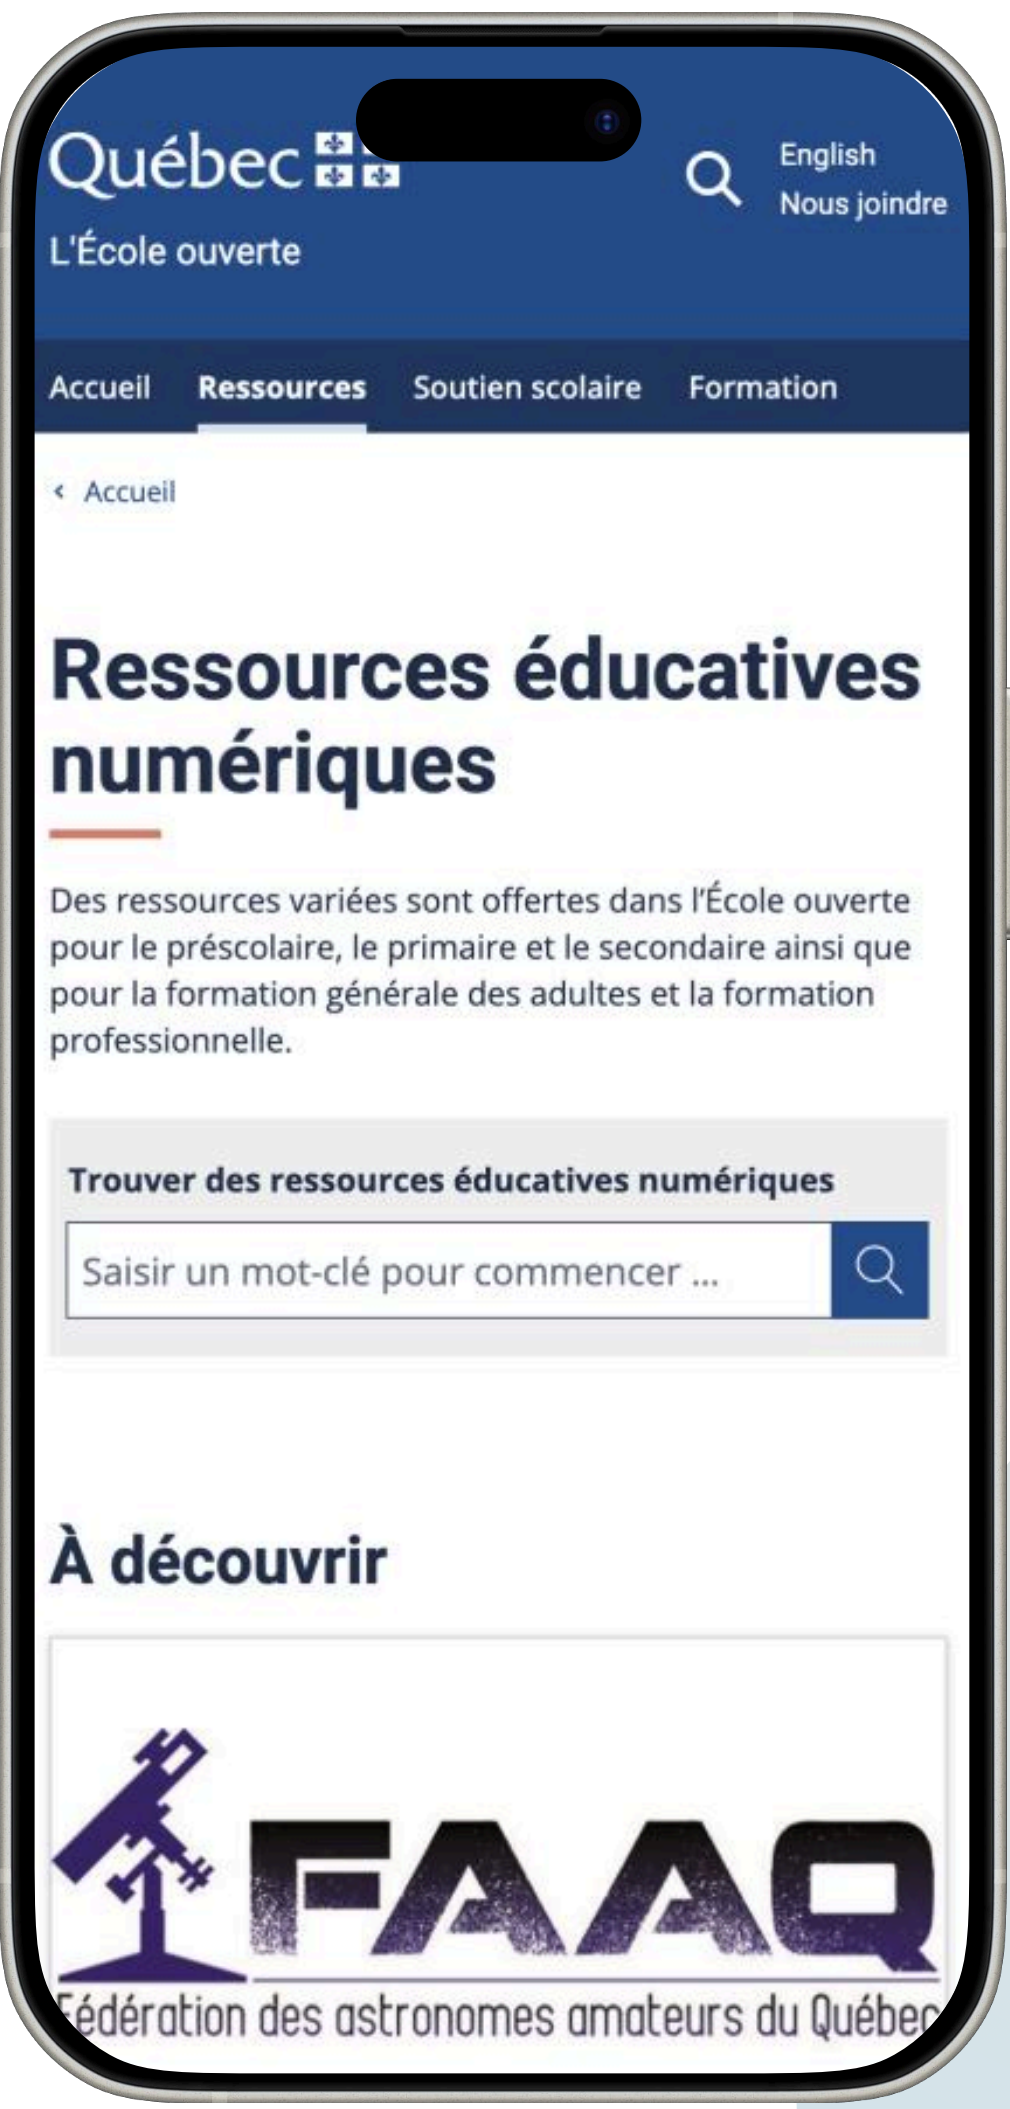 Québec
English
Nous joindre
L'École ouverte
Accueil Ressources Soutien scolaire Formation
‹ Accueil
Ressources éducatives
numériques
Des ressources variées sont offertes dans l'École ouverte
pour le préscolaire, le primaire et le secondaire ainsi que
pour la formation générale des adultes et la formation
professionnelle.
Trouver des ressources éducatives numériques
Saisir un mot-clé pour commencer ...
À découvrir
FAAQ
Fédération des astronomes amateurs du Québec